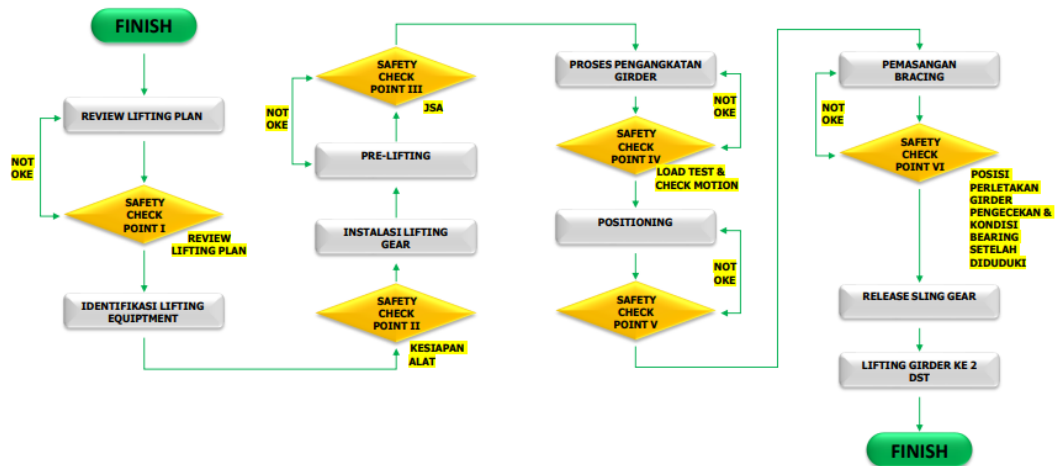 FINISH
REVIEW LIFTING PLAN
NOT
OKE
SAFETY
CHECK
POINT I
REVIEW
LIFTING PLAN
IDENTIFIKASI LIFTING
EQUIPTMENT
SAFETY
CHECK
POINT II
KESIAPAN
ALAT
INSTALASI LIFTING
GEAR
PRE-LIFTING
NOT
OKE
SAFETY
CHECK
POINT III
JSA
PROSES PENGANGKATAN
GIRDER
NOT
OKE
SAFETY
CHECK
POINT IV
LOAD TEST &
CHECK MOTION
POSITIONING
NOT
OKE
SAFETY
CHECK
POINT V
PEMASANGAN
BRACING
NOT
OKE
SAFETY
CHECK
POINT VI
POSISI
PERLETAKAN
GIRDER
PENGECEKAN &
KONDISI
BEARING
SETELAH
DIDUDUKI
RELEASE SLING GEAR
LIFTING GIRDER KE 2
DST
FINISH